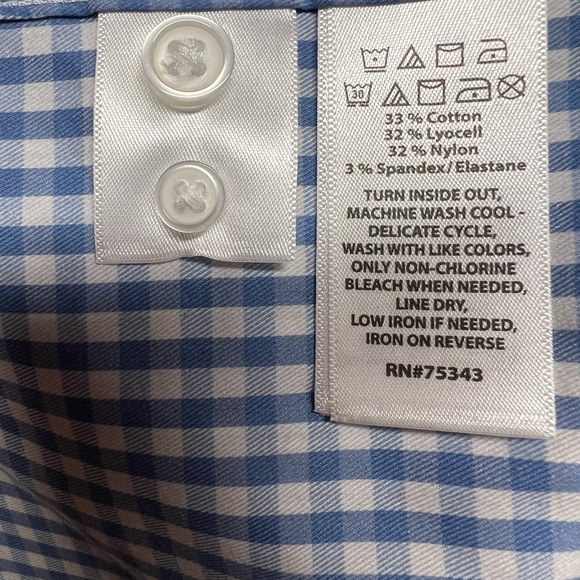 30
33 % Cotton
32 % Lyocell
32 % Nylon
3 % Spandex/Elastane
TURN INSIDE OUT,
MACHINE WASH COOL -
DELICATE CYCLE,
WASH WITH LIKE COLORS,
ONLY NON-CHLORINE
BLEACH WHEN NEEDED,
LINE DRY,
LOW IRON IF NEEDED,
IRON ON REVERSE
RN#75343